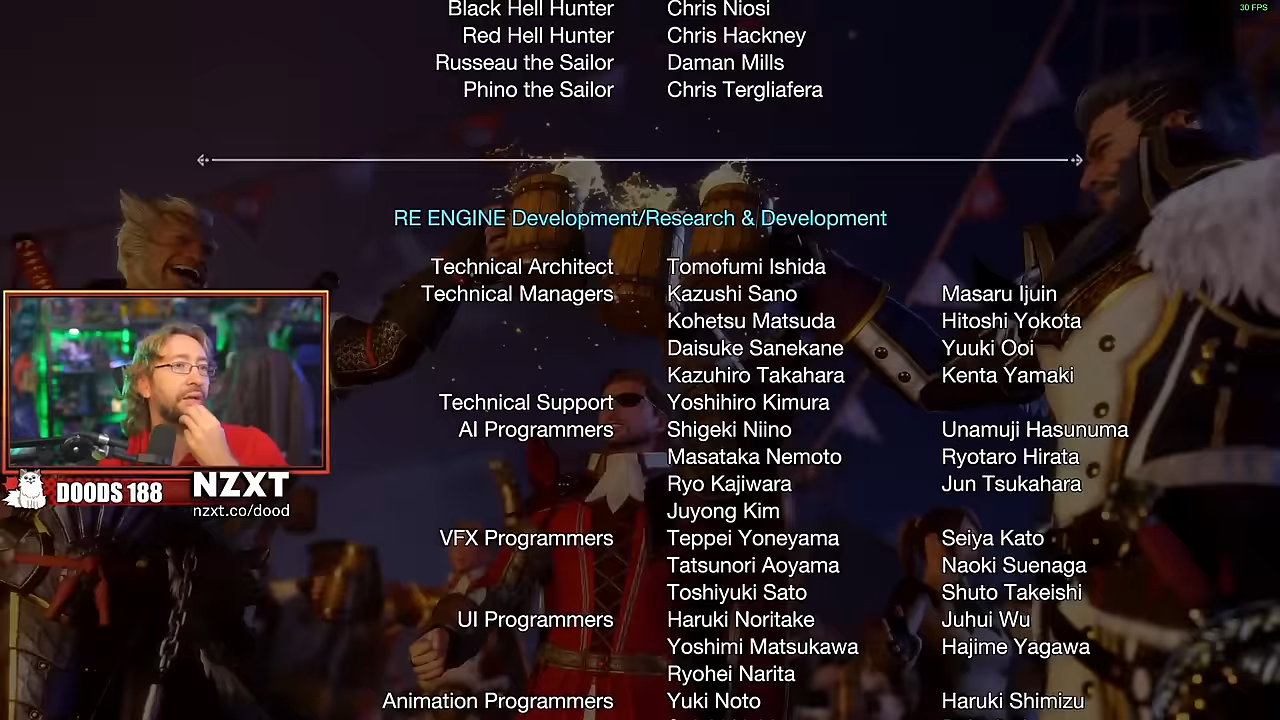 30 FPS
Black Hell Hunter Chris Niosi
Red Hell Hunter Chris Hackney
Russeau the Sailor Daman Mills
Phino the Sailor Chris Tergliafera
RE ENGINE Development/Research & Development
Technical Architect Tomofumi Ishida
Technical Managers Kazushi Sano Masaru Ijuin
Kohetsu Matsuda Hitoshi Yokota
Daisuke Sanekane Yuuki Ooi
Kazuhiro Takahara Kenta Yamaki
Technical Support Yoshihiro Kimura
AI Programmers Shigeki Niino Unamuji Hasunuma
Masataka Nemoto Ryotaro Hirata
Ryo Kajiwara Jun Tsukahara
Juyong Kim
VFX Programmers Teppei Yoneyama Seiya Kato
Tatsunori Aoyama Naoki Suenaga
Toshiyuki Sato Shuto Takeishi
UI Programmers Haruki Noritake Juhui Wu
Yoshimi Matsukawa Hajime Yagawa
Ryohei Narita
Animation Programmers Yuki Noto Haruki Shimizu
DOODS 188
NZXT
nzxt.co/dood